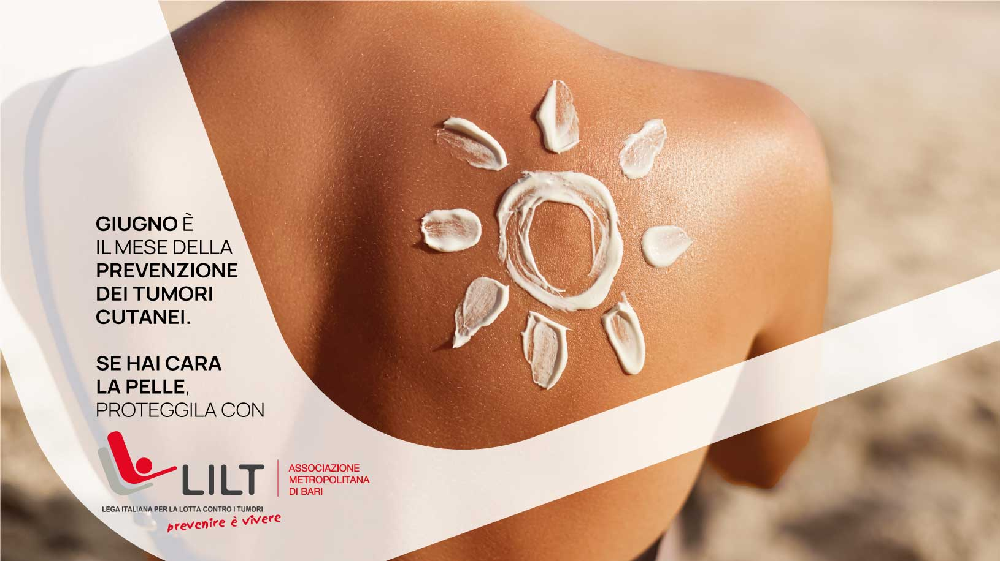 GIUGNO È
IL MESE DELLA
PREVENZIONE
DEI TUMORI
CUTANEI.
SE HAI CARA
LA PELLE,
PROTEGGILA CON
LILT
ASSOCIAZIONE
METROPOLITANA
DI BARI
LEGA ITALIANA PER LA LOTTA CONTRO I TUMORI
prevenire è vivere